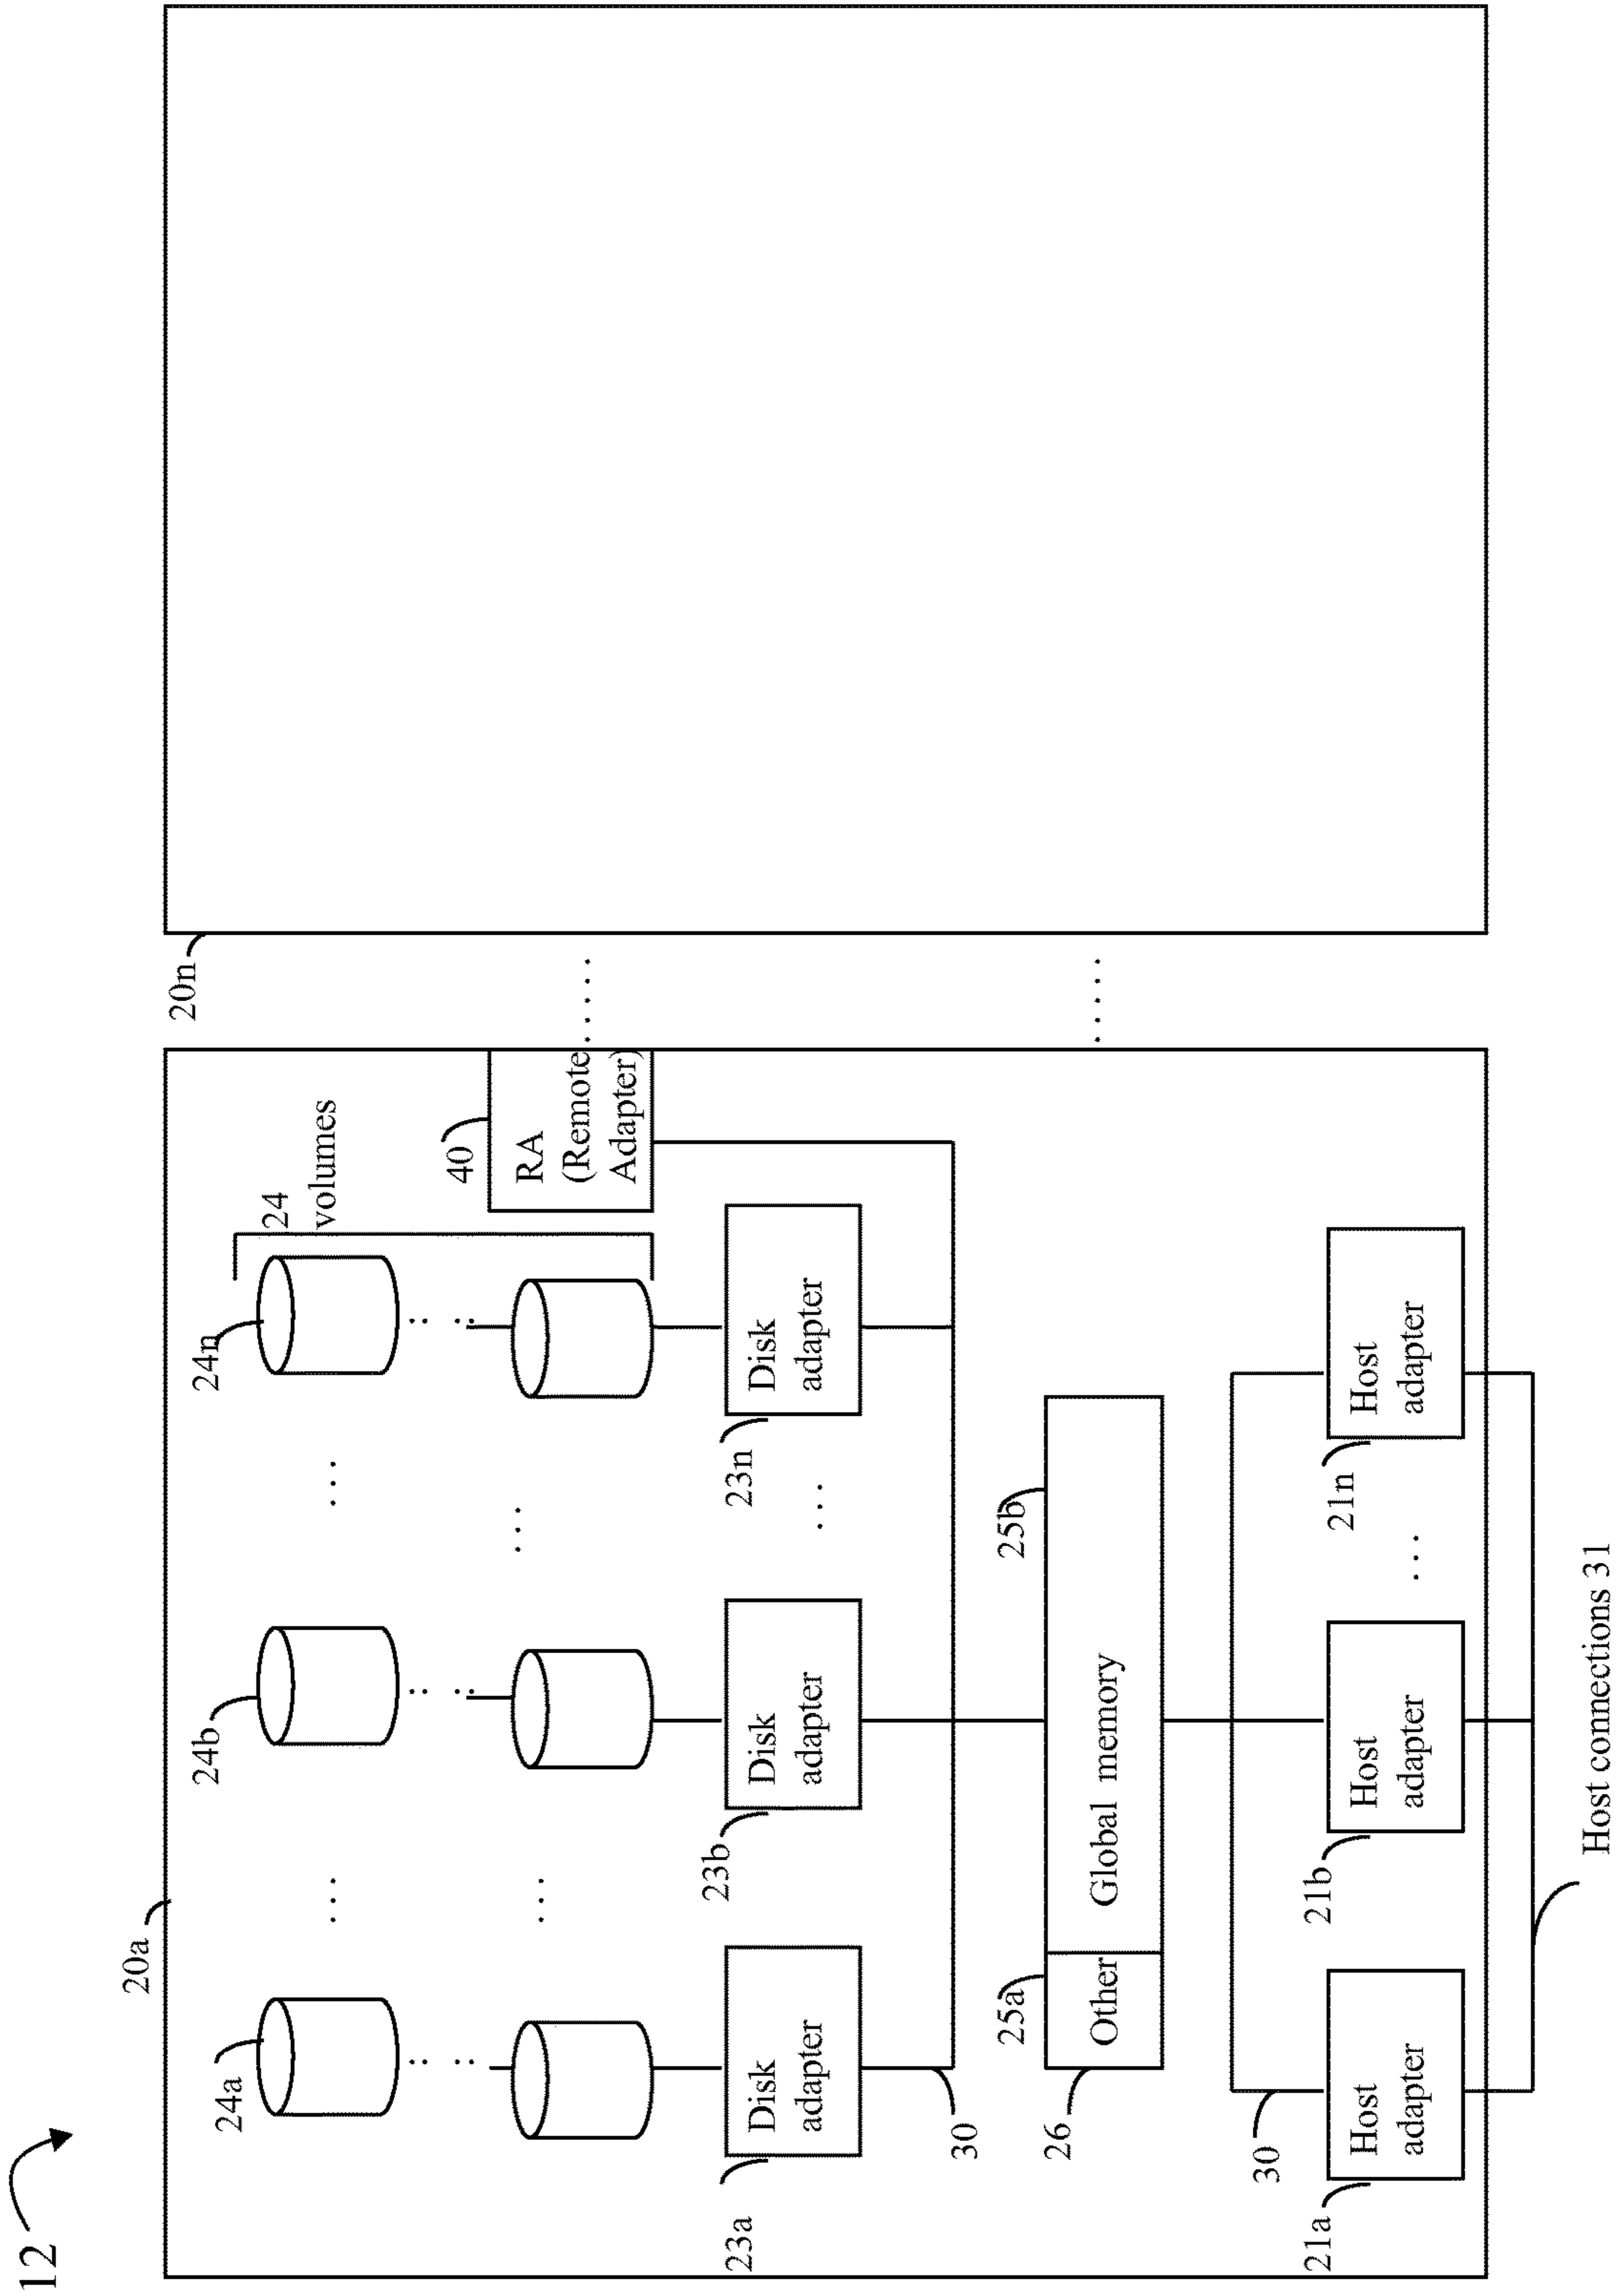 12
20a
20n
24a
24b
24n
24
volumes
...
...
...
...
40
RA
(Remote
Adapter)
.....
.....
23a
Disk
adapter
23b
Disk
adapter
...
23n
Disk
adapter
30
25a
25b
26
Other
Global memory
30
21a
Host
adapter
21b
Host
adapter
...
21n
Host
adapter
Host connections 31